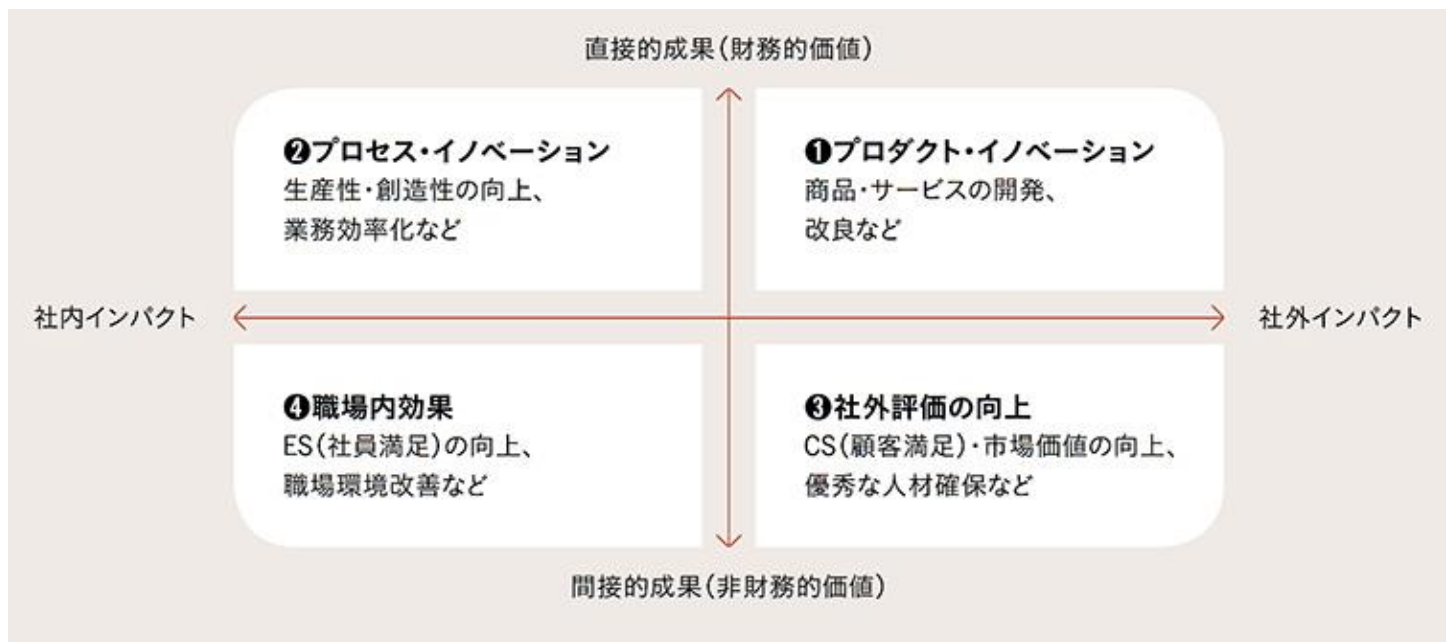 直接的成果(財務的価値)
❷プロセス・イノベーション
生産性・創造性の向上、
業務効率化など
❶プロダクト・イノベーション
商品・サービスの開発、
改良など
社内インパクト
社外インパクト
❹職場内効果
ES(社員満足)の向上、
職場環境改善など
❸社外評価の向上
CS(顧客満足)・市場価値の向上、
優秀な人材確保など
間接的成果(非財務的価値)